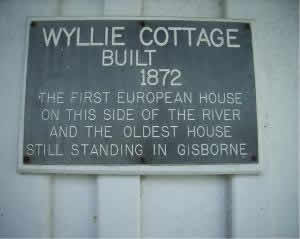 WYLLIE COTTAGE
BUILT
1872
THE FIRST EUROPEAN HOUSE
ON THIS SIDE OF THE RIVER
AND THE OLDEST HOUSE
STILL STANDING IN GISBORNE.